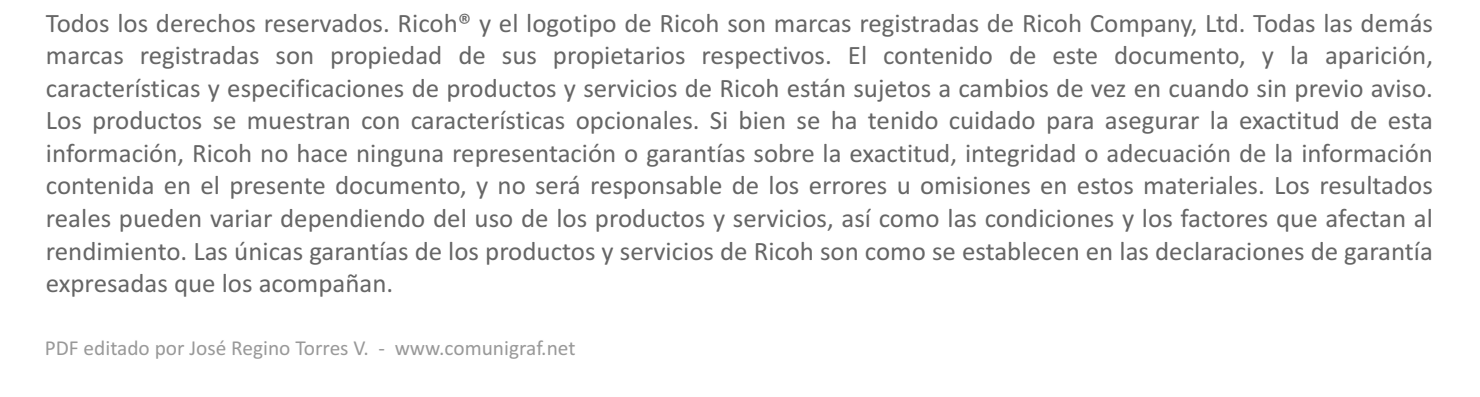 Todos los derechos reservados. Ricoh® y el logotipo de Ricoh son marcas registradas de Ricoh Company, Ltd. Todas las demás
marcas registradas son propiedad de sus propietarios respectivos. El contenido de este documento, y la aparición,
características y especificaciones de productos y servicios de Ricoh están sujetos a cambios de vez en cuando sin previo aviso.
Los productos se muestran con características opcionales. Si bien se ha tenido cuidado para asegurar la exactitud de esta
información, Ricoh no hace ninguna representación o garantías sobre la exactitud, integridad o adecuación de la información
contenida en el presente documento, y no será responsable de los errores u omisiones en estos materiales. Los resultados
reales pueden variar dependiendo del uso de los productos y servicios, así como las condiciones y los factores que afectan al
rendimiento. Las únicas garantías de los productos y servicios de Ricoh son como se establecen en las declaraciones de garantía
expresadas que los acompañan.
PDF editado por José Regino Torres V. - www.comunigraf.net